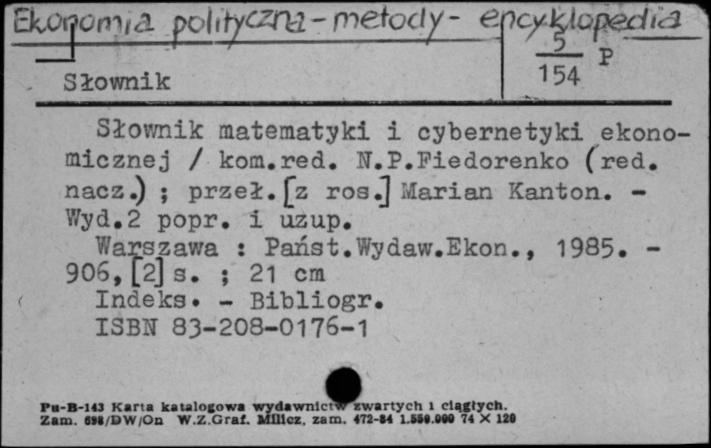 Ekonomia polityczna - metody - encyklopedia
5
154 P
Słownik
Słownik matematyki i cybernetyki ekono-
micznej / kom.red. N.P.Fiedorenko (red.
nacz.) ; przeł.[z ros.] Marian Kanton. -
Wyd.2 popr. i uzup.
Warszawa : Państ.Wydaw.Ekon., 1985. -
906,[2] s. ; 21 cm
Indeks. - Bibliogr.
ISBN 83-208-0176-1
Pu-B-143 Karta katalogowa wydawnictw zwartych i ciągłych.
Zam. 698/DW/On W.Z.Graf. Milicz, zam. 472-84 1.550.000 74 X 120